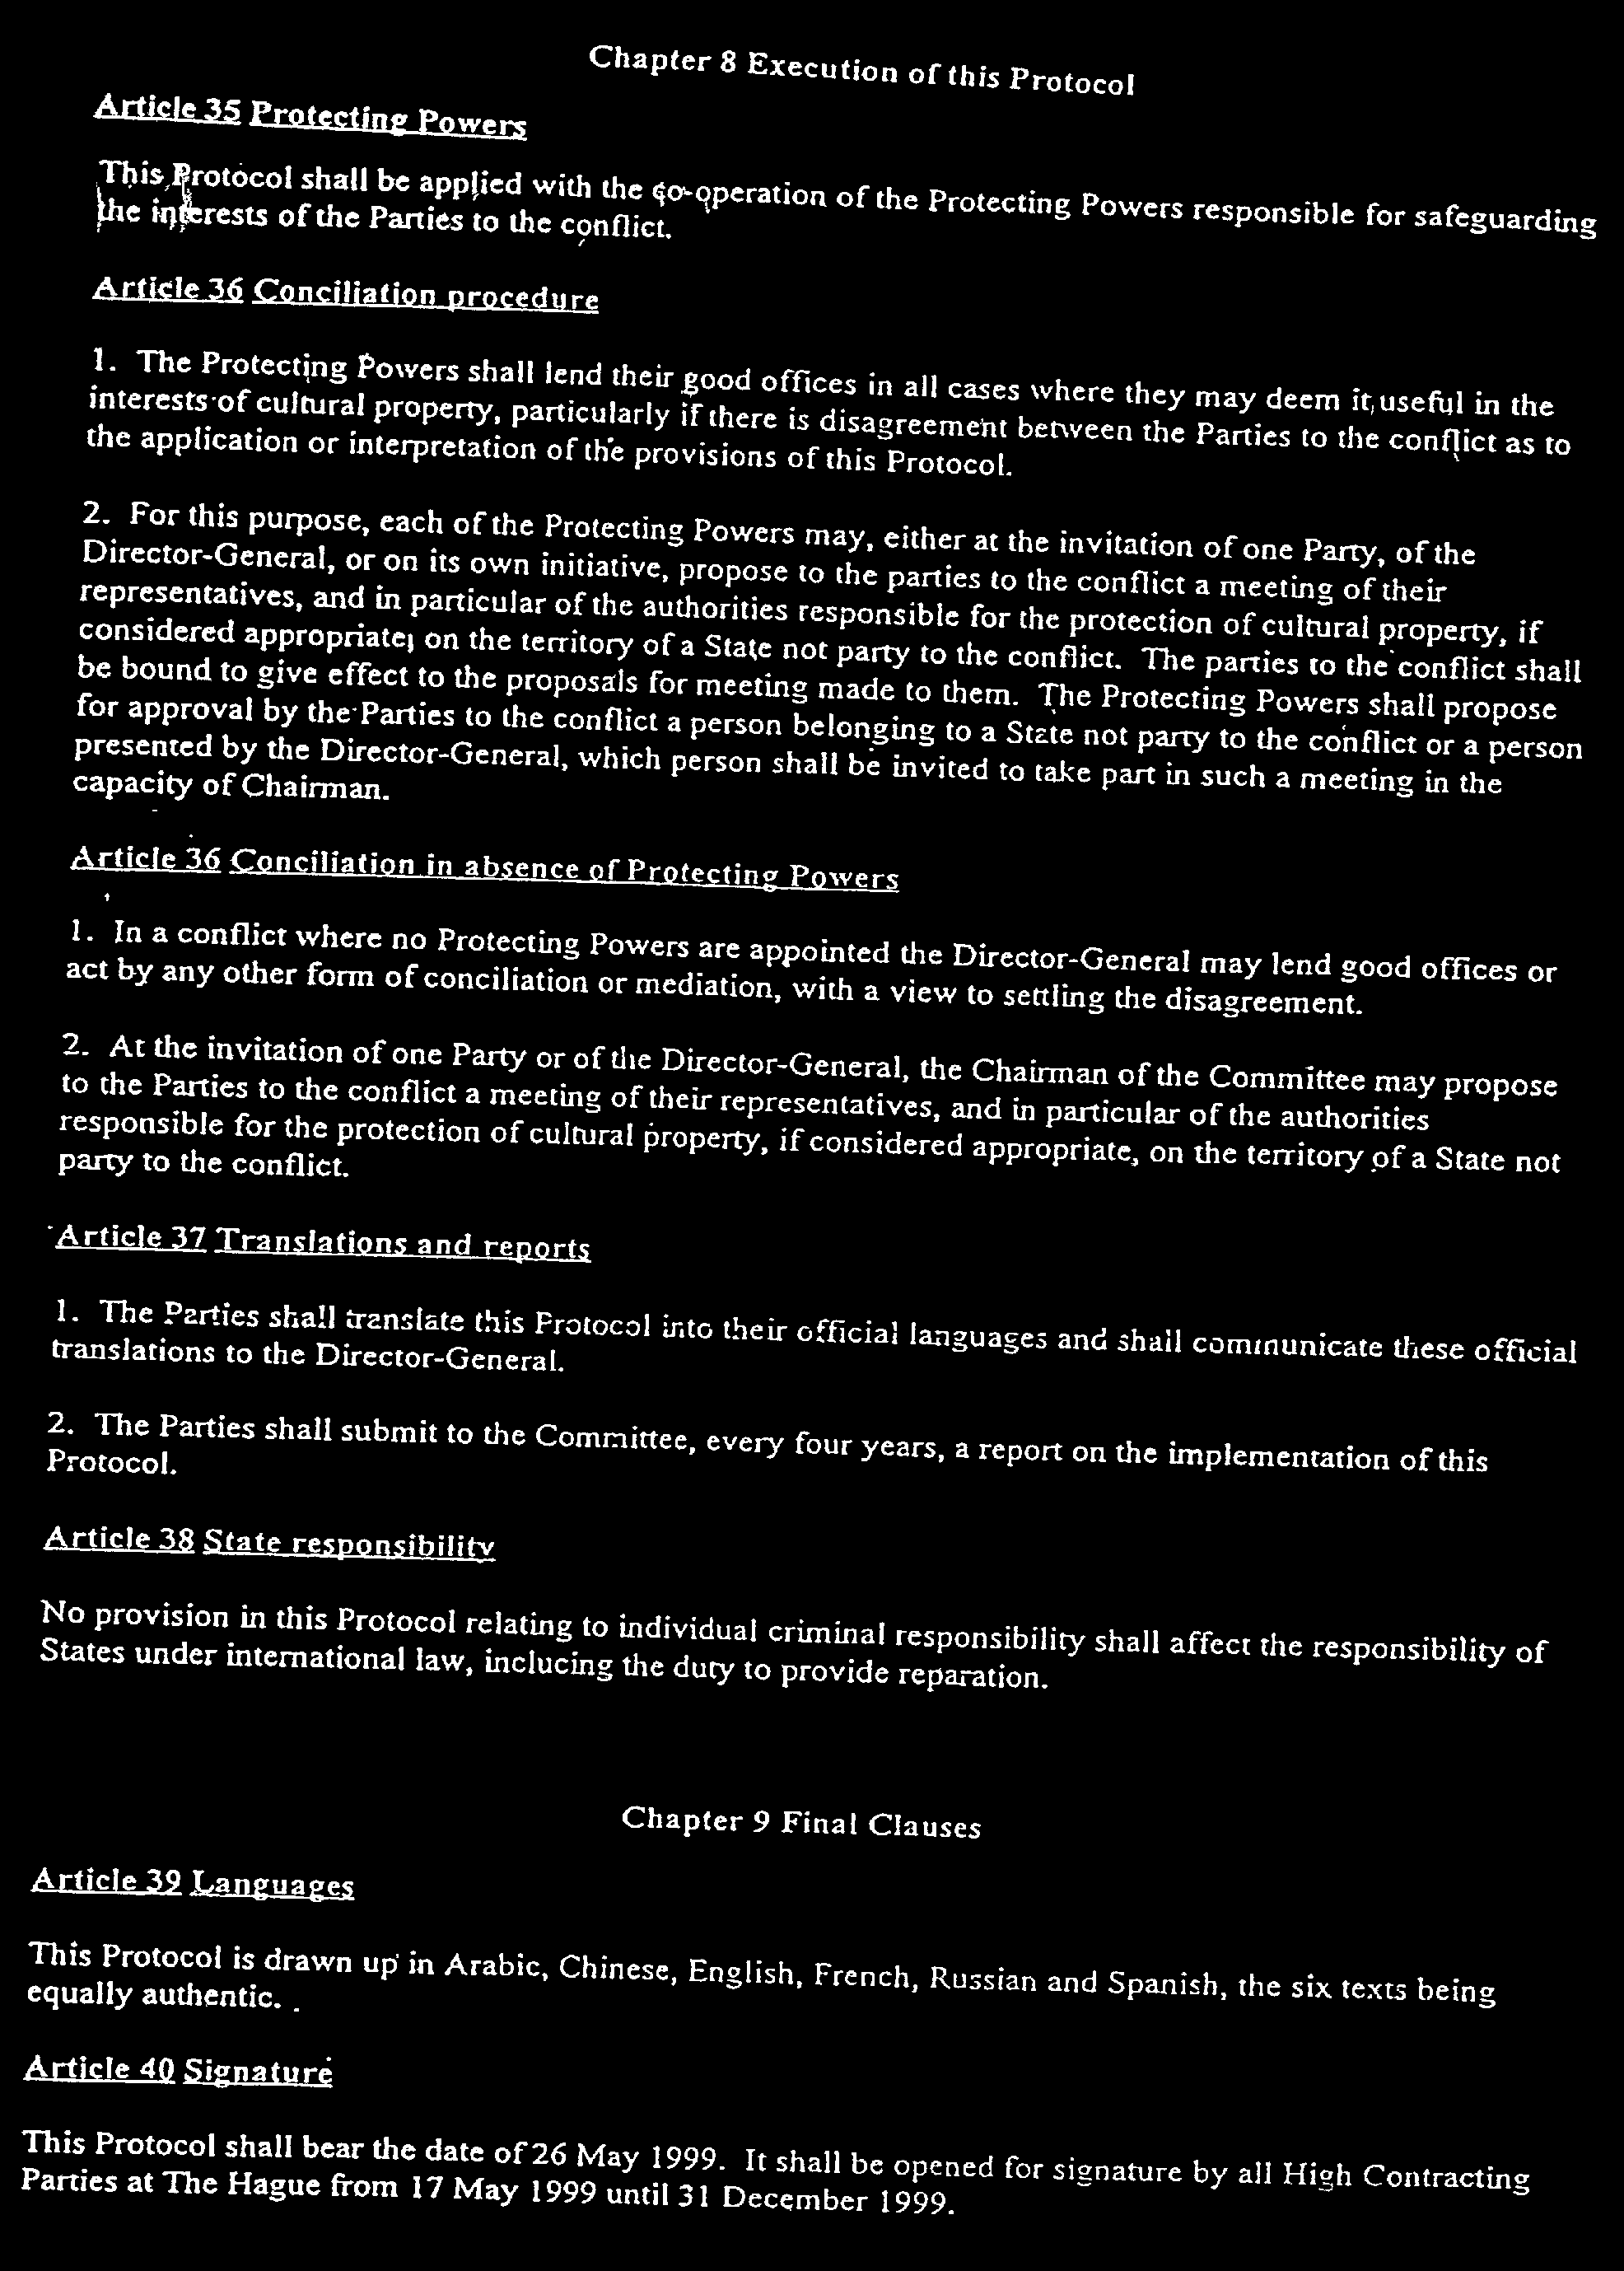 Chapter 8 Execution of this Protocol
Article 35 Protecting Powers
This Protocol shall be applied with the co-operation of the Protecting Powers responsible for safeguarding
the interests of the Parties to the conflict.
Article 36 Conciliation procedure
1. The Protecting Powers shall lend their good offices in all cases where they may deem it useful in the
interests of cultural property, particularly if there is disagreement between the Parties to the conflict as to
the application or interpretation of the provisions of this Protocol.
2. For this purpose, each of the Protecting Powers may, either at the invitation of one Party, of the
Director-General, or on its own initiative, propose to the parties to the conflict a meeting of their
representatives, and in particular of the authorities responsible for the protection of cultural property, if
considered appropriate, on the territory of a State not party to the conflict. The parties to the conflict shall
be bound to give effect to the proposals for meeting made to them. The Protecting Powers shall propose
for approval by the Parties to the conflict a person belonging to a State not party to the conflict or a person
presented by the Director-General, which person shall be invited to take part in such a meeting in the
capacity of Chairman.
Article 36 Conciliation in absence of Protecting Powers
1. In a conflict where no Protecting Powers are appointed the Director-General may lend good offices or
act by any other form of conciliation or mediation, with a view to settling the disagreement.
2. At the invitation of one Party or of the Director-General, the Chairman of the Committee may propose
to the Parties to the conflict a meeting of their representatives, and in particular of the authorities
responsible for the protection of cultural property, if considered appropriate, on the territory of a State not
party to the conflict.
Article 37 Translations and reports
1. The Parties shall translate this Protocol into their official languages and shall communicate these official
translations to the Director-General.
2. The Parties shall submit to the Committee, every four years, a report on the implementation of this
Protocol.
Article 38 State responsibility
No provision in this Protocol relating to individual criminal responsibility shall affect the responsibility of
States under international law, including the duty to provide reparation.
Chapter 9 Final Clauses
Article 39 Languages
This Protocol is drawn up in Arabic, Chinese, English, French, Russian and Spanish, the six texts being
equally authentic.
Article 40 Signature
This Protocol shall bear the date of 26 May 1999. It shall be opened for signature by all High Contracting
Parties at The Hague from 17 May 1999 until 31 December 1999.